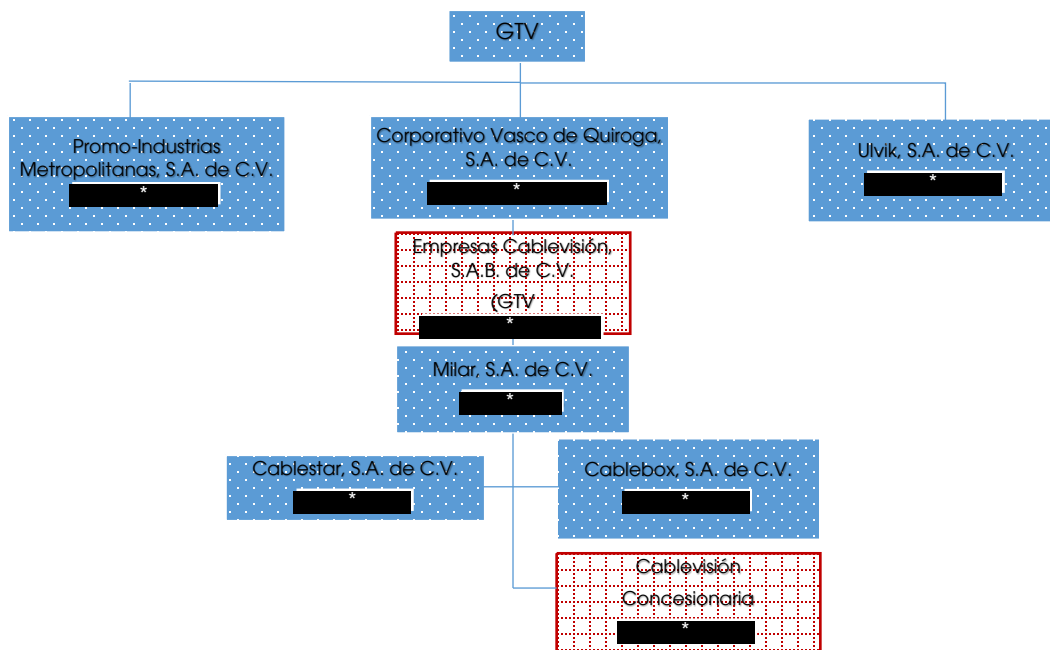 GTV
Promo-Industrias
Metropolitanas, S.A. de C.V.
*
Corporativo Vasco de Quiroga,
S.A. de C.V.
*
Ulvik, S.A. de C.V.
*
Empresas Cablevisión,
S.A.B. de C.V.
(GTV
*
Milar, S.A. de C.V.
*
Cablestar, S.A. de C.V.
*
Cablebox, S.A. de C.V.
*
Cablevisión
Concesionaria
*